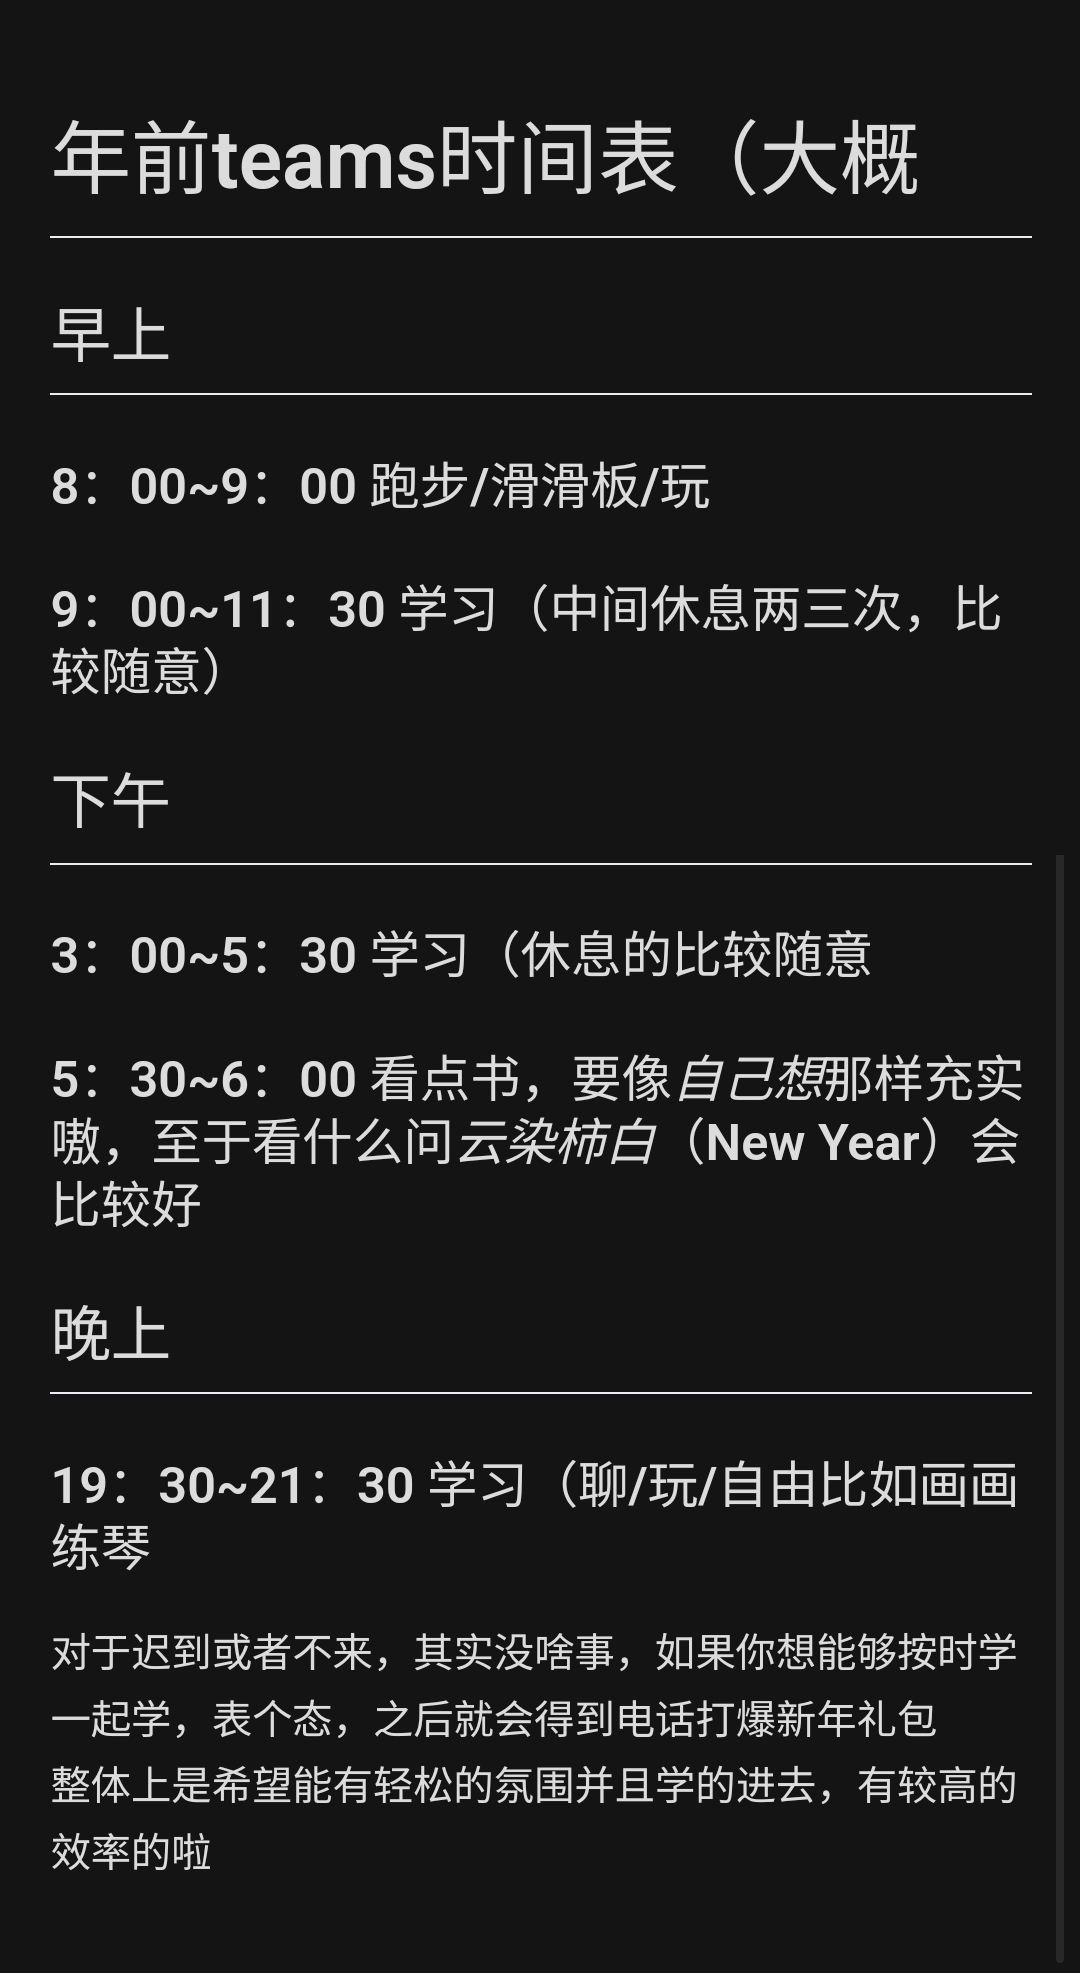 年前teams时间表（大概
早上
8：00~9：00 跑步/滑滑板/玩
9：00~11：30 学习（中间休息两三次，比
较随意）
下午
3：00~5：30 学习（休息的比较随意
5：30~6：00 看点书，要像自己想那样充实
嗷，至于看什么问云染柿白（New Year）会
比较好
晚上
19：30~21：30 学习（聊/玩/自由比如画画
练琴
对于迟到或者不来，其实没啥事，如果你想能够按时学
一起学，表个态，之后就会得到电话打爆新年礼包
整体上是希望能有轻松的氛围并且学的进去，有较高的
效率的啦